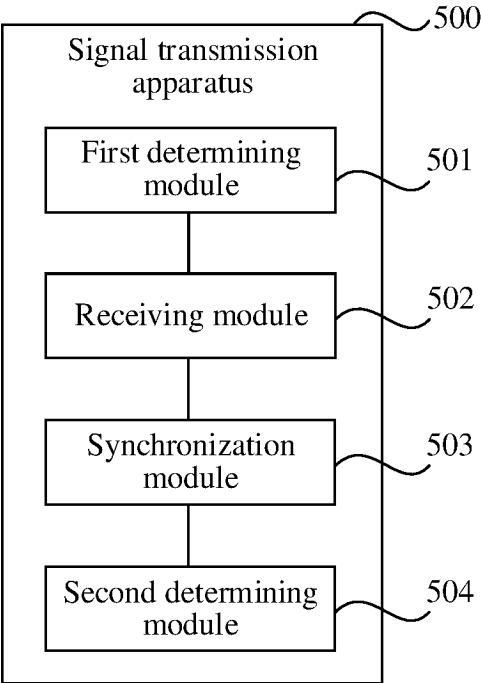 500
Signal transmission
apparatus
First determining
module
501
Receiving module
502
Synchronization
module
503
Second determining
module
504